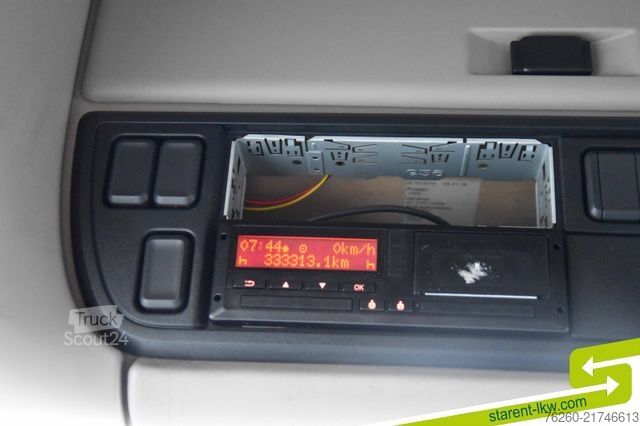 07:44 0km/h
h 333313.1km h
OK
Truck
Scout24
starent-lkw.com
76260-21746613